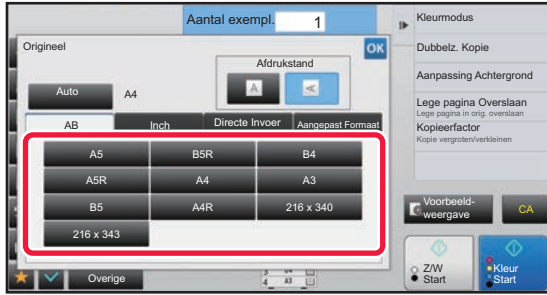 Aantal exempl. 1
Origineel
OK
Afdrukstand
A
A
Auto
A4
AB
Inch
Directe Invoer
Aangepast Formaat
A5
B5R
B4
A5R
A4
A3
B5
A4R
216 x 340
216 x 343
Overige
Kleurmodus
Dubbelz. Kopie
Aanpassing Achtergrond
Lege pagina Overslaan
Lege pagina in orig. overslaan
Kopieerfactor
Kopie vergroten/verkleinen
Voorbeeld-
weergave
CA
Z/W
Start
Kleur
Start